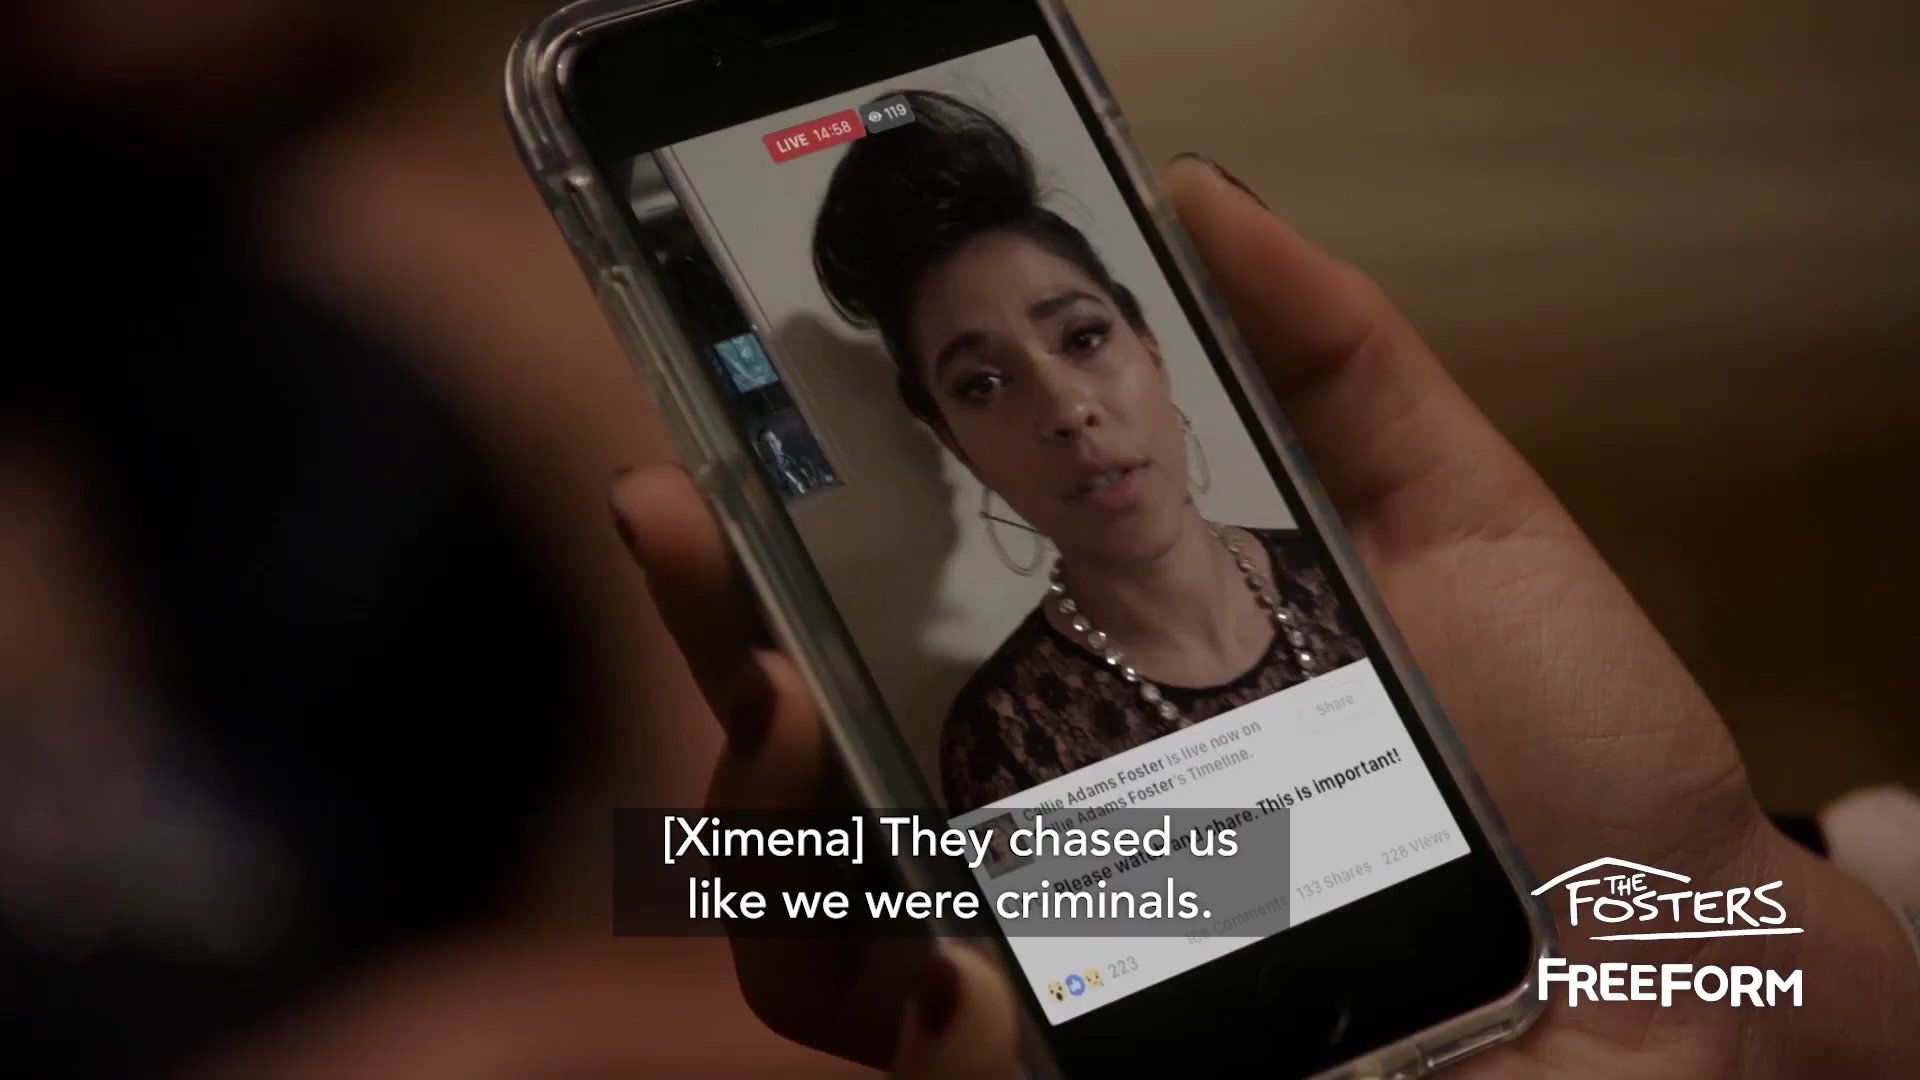 LIVE 14:58 119
Share
Callie Adams Foster is live now on
Callie Adams Foster's Timeline.
Please watch and share. This is important!
Comments 133 Shares 228 Views
223
[Ximena] They chased us
like we were criminals.
THE
FOSTERS
FREEFORM